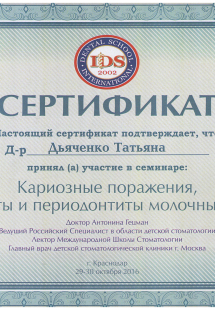 DENTAL SCHOOL
IDS
2002
INTERNATIONAL
СЕРТИФИКАТ
Настоящий сертификат подтверждает, что
Д-р Дьяченко Татьяна
принял (а) участие в семинаре:
Кариозные поражения,
ты и периодонтиты молочны
Доктор Антонина Гецман
Ведущий Российский Специалист в области детской стоматологии
Лектор Международной Школы Стоматологии
Главный врач детской стоматологической клиники г. Москва
г. Краснодар
29-30 октября 2016